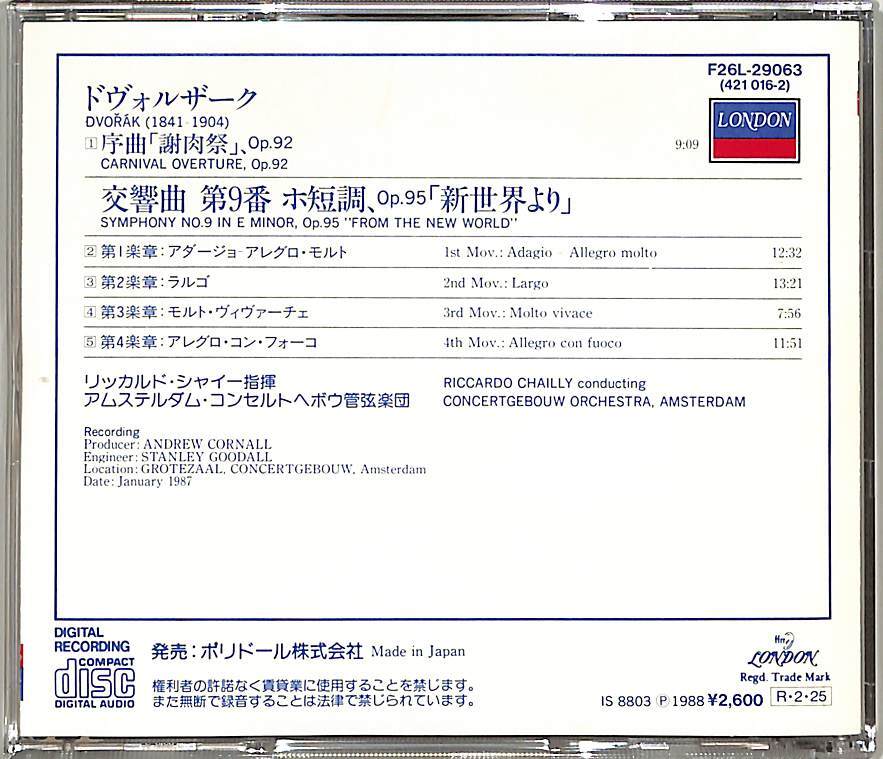 F26L-29063
(421 016-2)
LONDON
ドヴォルザーク
DVOŘÁK (1841-1904)
1 序曲「謝肉祭」、Op.92 9:09
CARNIVAL OVERTURE, Op.92
交響曲 第9番 ホ短調、Op.95「新世界より」
SYMPHONY NO.9 IN E MINOR, Op.95 "FROM THE NEW WORLD"
2 第1楽章：アダージョ-アレグロ・モルト 1st Mov.: Adagio - Allegro molto 12:32
3 第2楽章：ラルゴ 2nd Mov.: Largo 13:21
4 第3楽章：モルト・ヴィヴァーチェ 3rd Mov.: Molto vivace 7:56
5 第4楽章：アレグロ・コン・フォーコ 4th Mov.: Allegro con fuoco 11:51
リッカルド・シャイー指揮 RICCARDO CHAILLY conducting
アムステルダム・コンセルトヘボウ管弦楽団 CONCERTGEBOUW ORCHESTRA, AMSTERDAM
Recording
Producer: ANDREW CORNALL
Engineer: STANLEY GOODALL
Location: GROTEZAAL, CONCERTGEBOUW, Amsterdam
Date: January 1987
DIGITAL
RECORDING
COMPACT
disc
DIGITAL AUDIO
発売：ポリドール株式会社 Made in Japan
権利者の許諾なく賃貸業に使用することを禁じます。
また無断で録音することは法律で禁じられています。
ffrr
LONDON
Regd. Trade Mark
IS 8803 Ⓟ 1988 ¥2,600 R・2・25